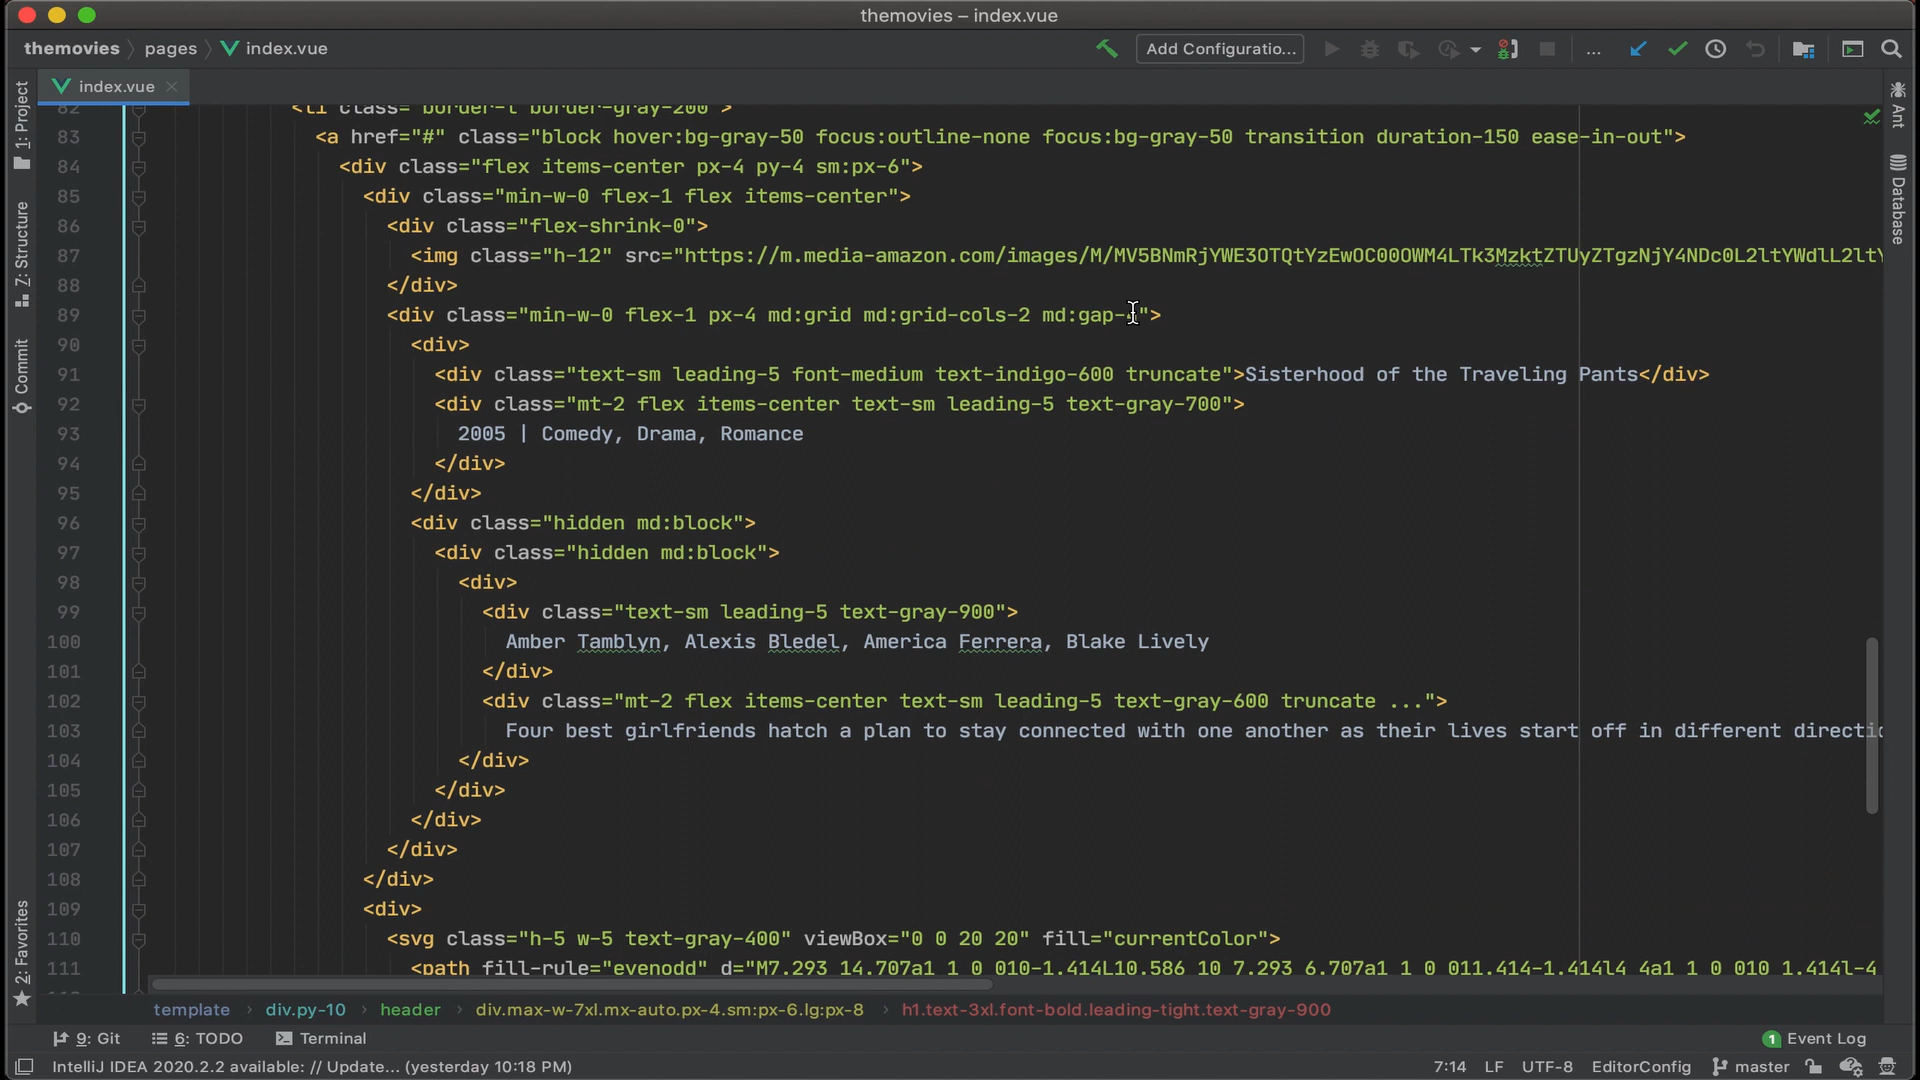 themovies – index.vue
themovies pages index.vue Add Configuratio... ...
index.vue
1: Project
7: Structure
Commit
2: Favorites
Ant
Database
82 <li class="border-t border-gray-200">
83 <a href="#" class="block hover:bg-gray-50 focus:outline-none focus:bg-gray-50 transition duration-150 ease-in-out">
84 <div class="flex items-center px-4 py-4 sm:px-6">
85 <div class="min-w-0 flex-1 flex items-center">
86 <div class="flex-shrink-0">
87 <img class="h-12" src="https://m.media-amazon.com/images/M/
88 </div>
89 <div class="min-w-0 flex-1 px-4 md:grid md:grid-cols-2 md:gap-4">
90 <div>
91 <div class="text-sm leading-5 font-medium text-indigo-600 truncate">Sisterhood of the Traveling Pants</div>
92 <div class="mt-2 flex items-center text-sm leading-5 text-gray-700">
93 2005 | Comedy, Drama, Romance
94 </div>
95 </div>
96 <div class="hidden md:block">
97 <div class="hidden md:block">
98 <div>
99 <div class="text-sm leading-5 text-gray-900">
100 Amber Tamblyn, Alexis Bledel, America Ferrera, Blake Lively
101 </div>
102 <div class="mt-2 flex items-center text-sm leading-5 text-gray-600 truncate ...">
103 Four best girlfriends hatch a plan to stay connected with one another as their lives start off in different
104 </div>
105 </div>
106 </div>
107 </div>
108 </div>
109 <div>
110 <svg class="h-5 w-5 text-gray-400" viewBox="0 0 20 20" fill="currentColor">
111 <path fill-rule="evenodd" d="M7.293 14.707a1 1 0 010-1.414L10.586 10 7.293 6.707a1 1 0 011.414-1.414l4 4a1 1 0 010 1.414l-4
template div.py-10 header div.max-w-7xl.mx-auto.px-4.sm:px-6.lg:px-8 h1.text-3xl.font-bold.leading-tight.text-gray-900
9: Git 6: TODO Terminal 1 Event Log
IntelliJ IDEA 2020.2.2 available: // Update... (yesterday 10:18 PM) 7:14 LF UTF-8 EditorConfig master